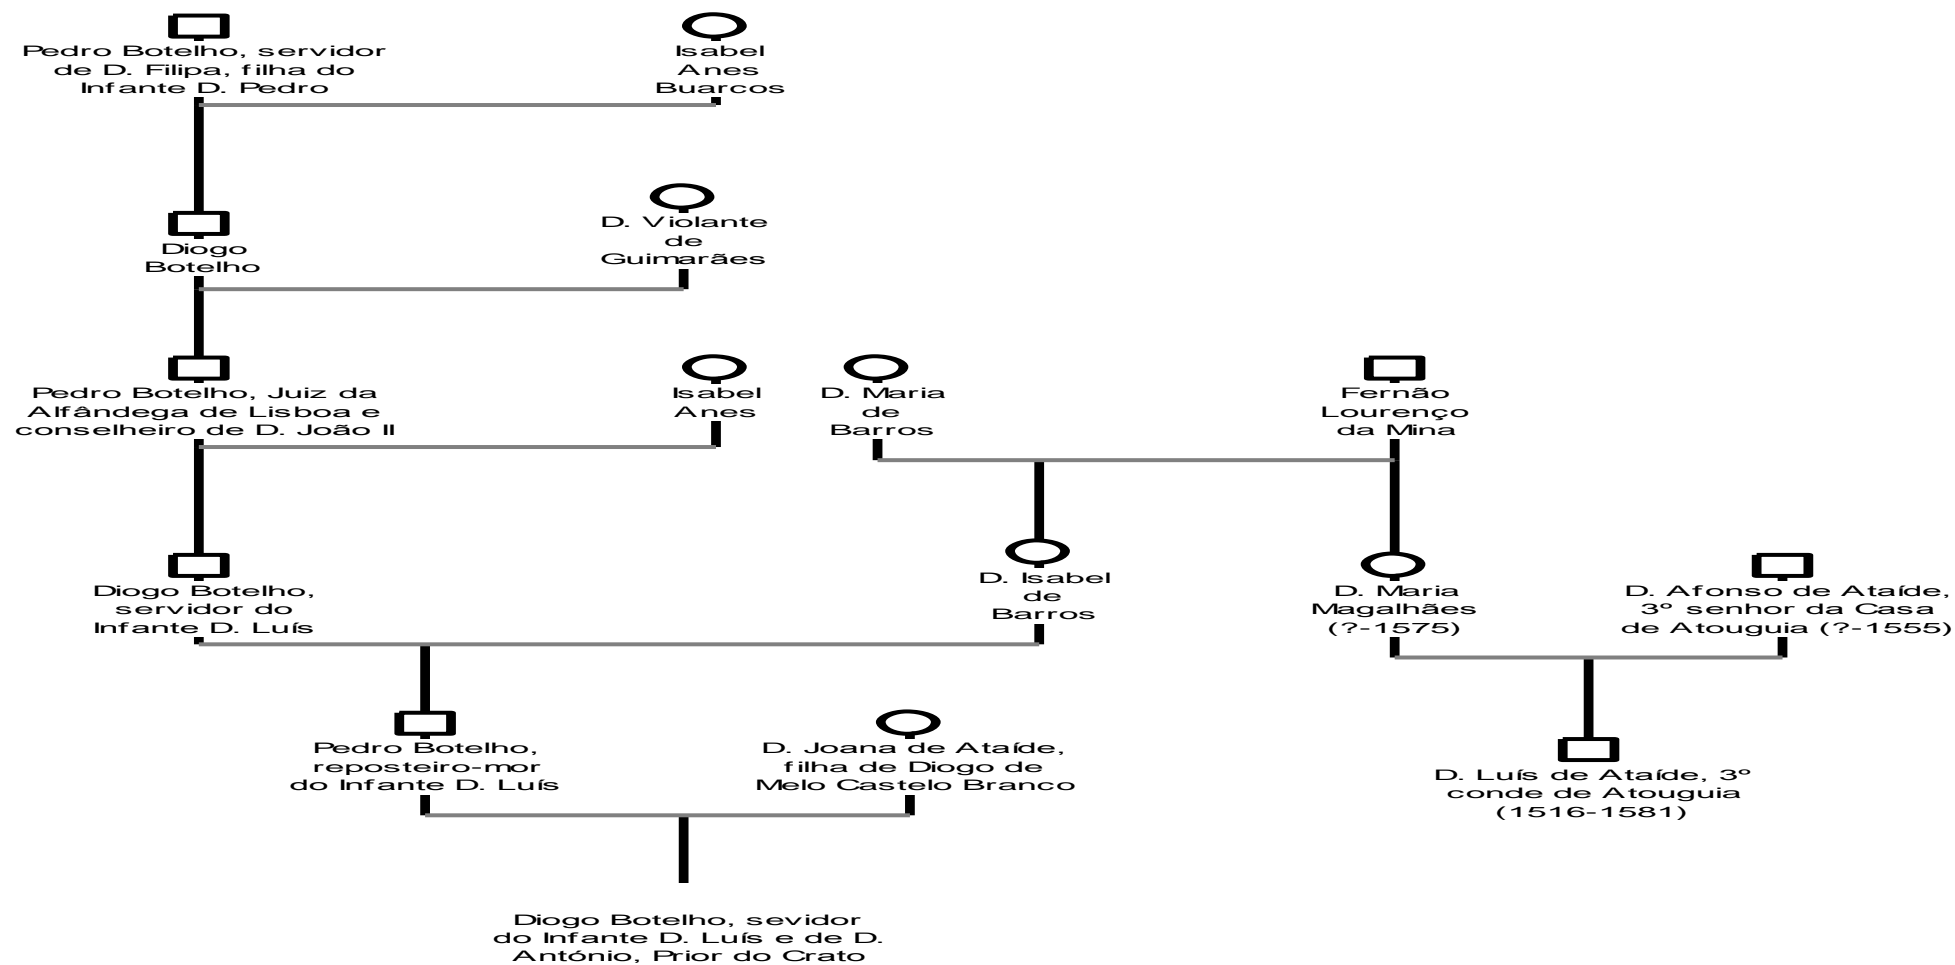 Pedro Botelho, servidor
de D. Filipa, filha do
Infante D. Pedro
Isabel
Anes
Buarcos
Diogo
Botelho
D. Violante
de
Guimarães
Pedro Botelho, Juiz da
Alfândega de Lisboa e
conselheiro de D. João II
Isabel
Anes
D. Maria
de
Barros
Fernão
Lourenço
da Mina
Diogo Botelho,
servidor do
Infante D. Luís
D. Isabel
de
Barros
D. Maria
Magalhães
(?-1575)
D. Afonso de Ataíde,
3º senhor da Casa
de Atouguia (?-1555)
Pedro Botelho,
reposteiro-mor
do Infante D. Luís
D. Joana de Ataíde,
filha de Diogo de
Melo Castelo Branco
D. Luís de Ataíde, 3º
conde de Atouguia
(1516-1581)
Diogo Botelho, sevidor
do Infante D. Luís e de D.
António, Prior do Crato